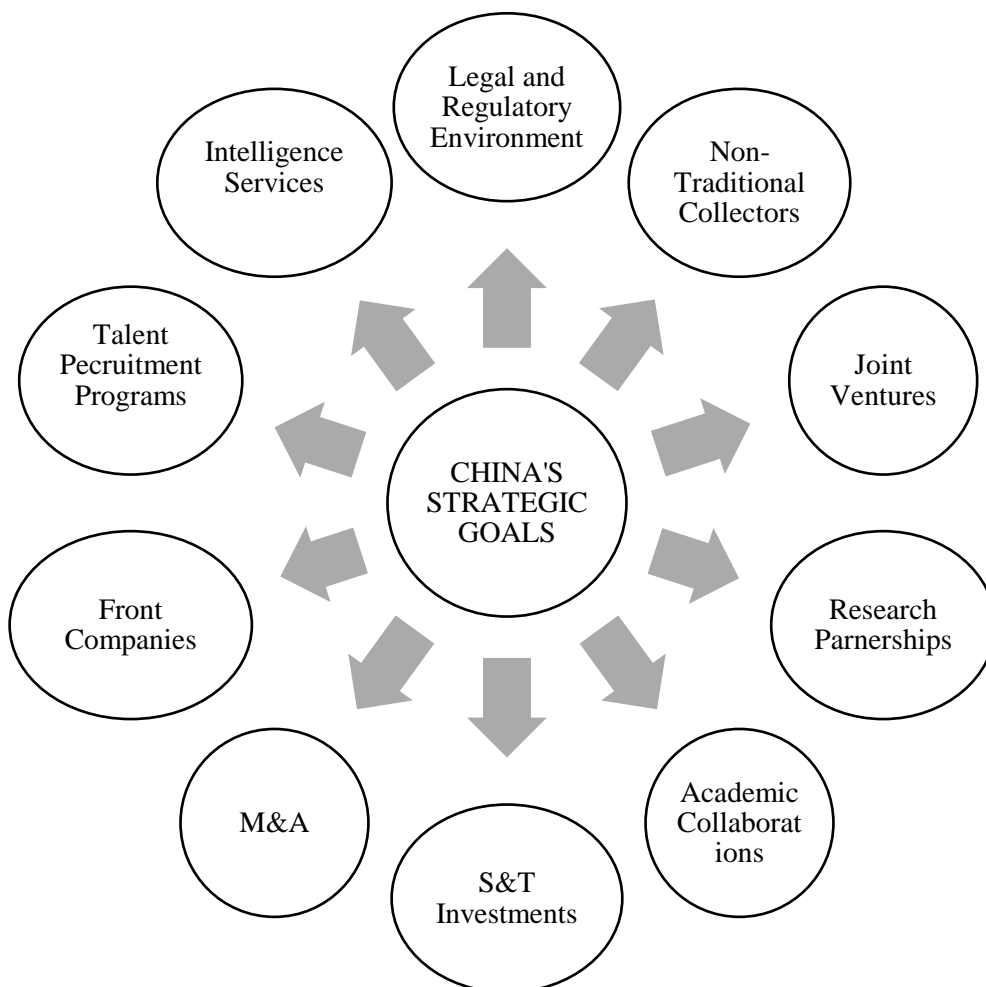 Legal and
Regulatory
Environment
Non-
Traditional
Collectors
Joint
Ventures
Research
Parnerships
Academic
Collaborat
ions
S&T
Investments
M&A
Front
Companies
Talent
Pecruitment
Programs
Intelligence
Services
CHINA'S
STRATEGIC
GOALS